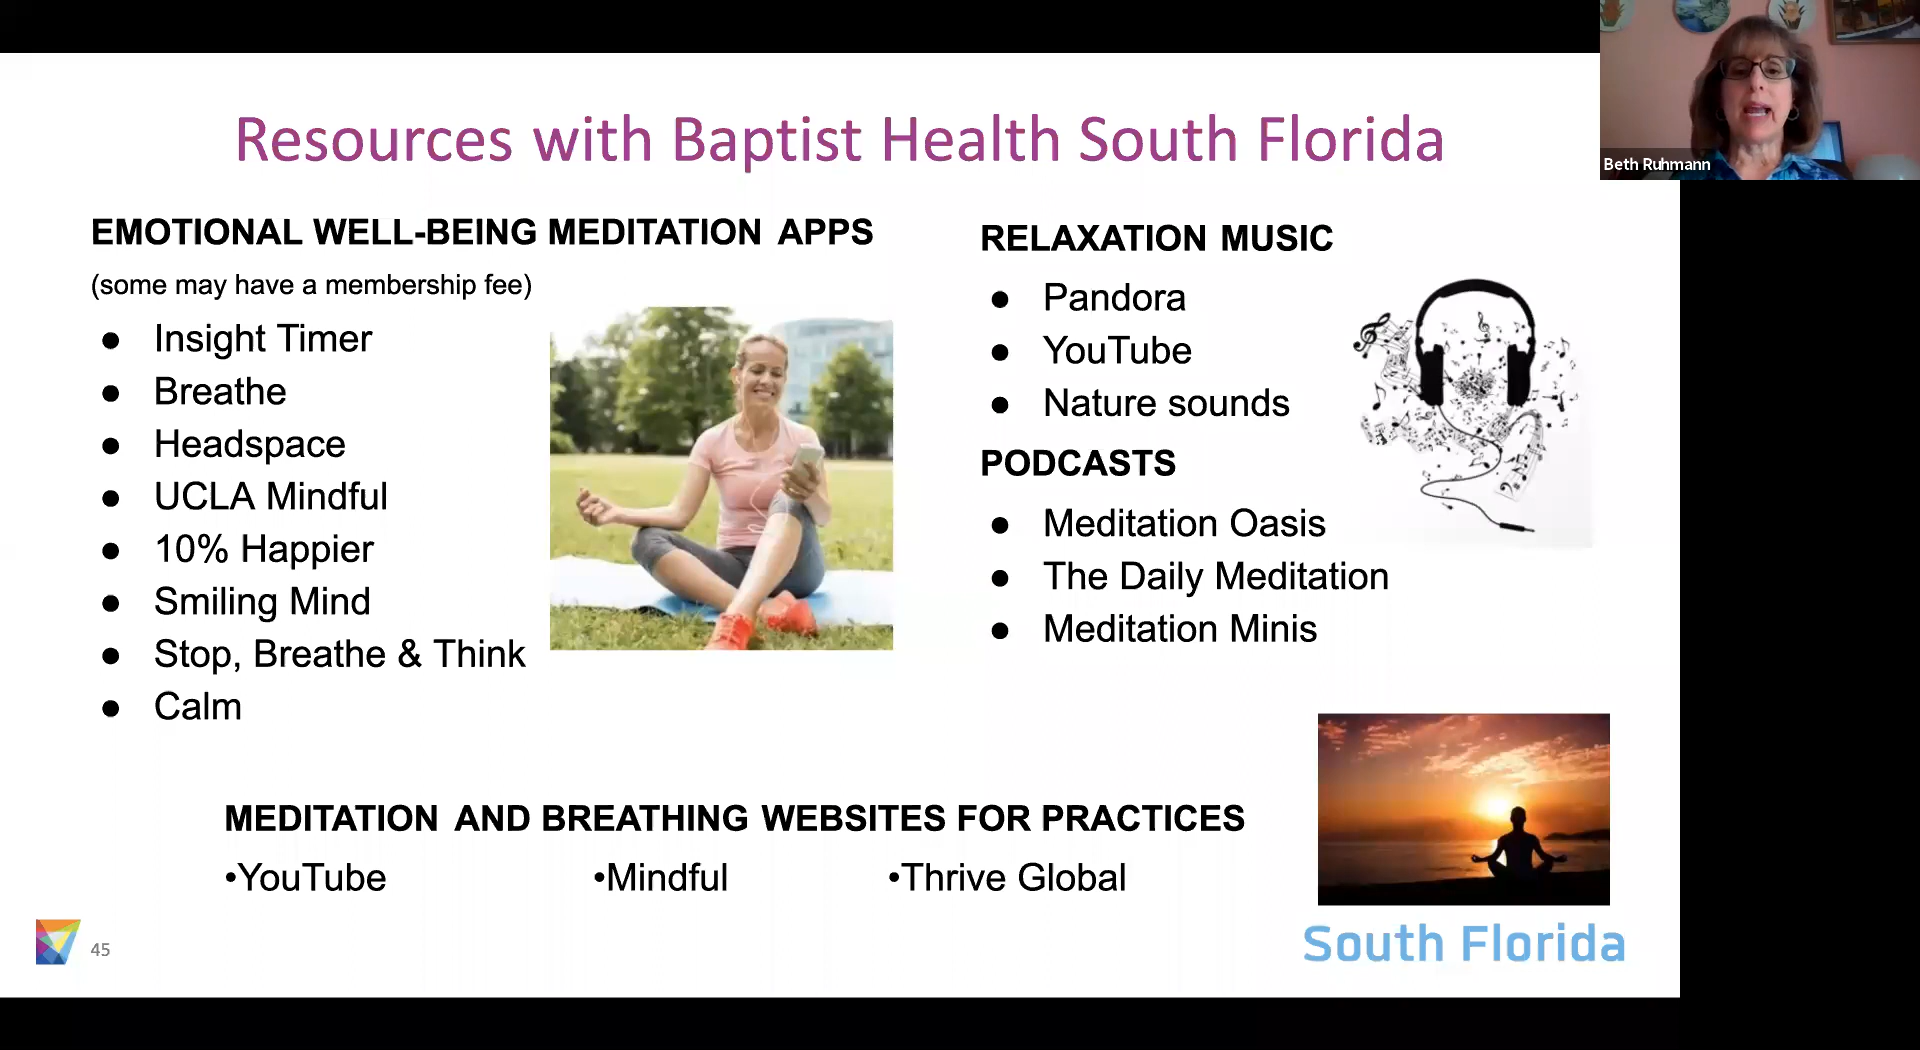 Resources with Baptist Health South Florida
Beth Ruhmann
EMOTIONAL WELL-BEING MEDITATION APPS
(some may have a membership fee)
● Insight Timer
● Breathe
● Headspace
● UCLA Mindful
● 10% Happier
● Smiling Mind
● Stop, Breathe & Think
● Calm
RELAXATION MUSIC
● Pandora
● YouTube
● Nature sounds
PODCASTS
● Meditation Oasis
● The Daily Meditation
● Meditation Minis
MEDITATION AND BREATHING WEBSITES FOR PRACTICES
•YouTube •Mindful •Thrive Global
45
South Florida